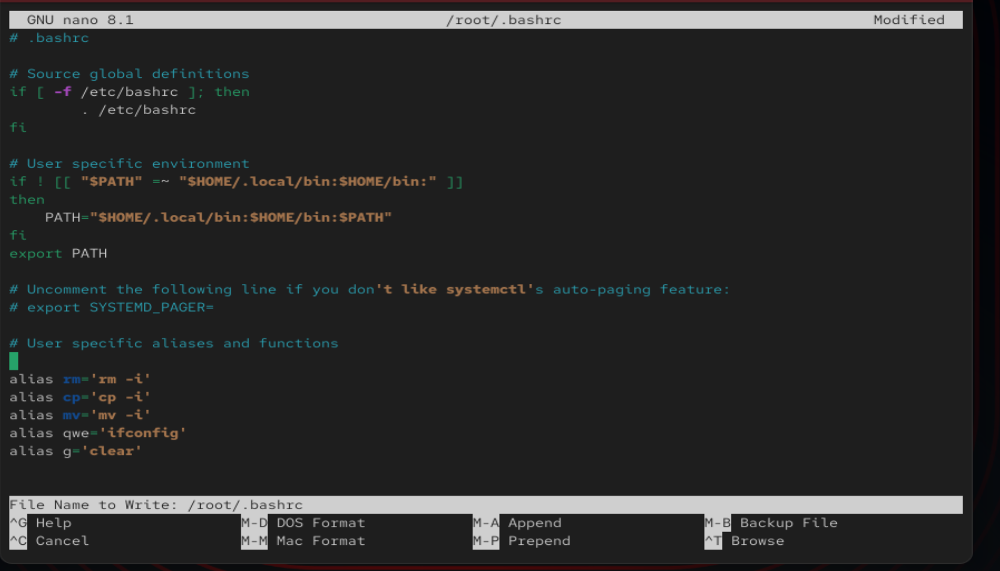 GNU nano 8.1 /root/.bashrc Modified
# .bashrc
# Source global definitions
if [ -f /etc/bashrc ]; then
. /etc/bashrc
fi
# User specific environment
if ! [[ "$PATH" =~ "$HOME/.local/bin:$HOME/bin:" ]]
then
PATH="$HOME/.local/bin:$HOME/bin:$PATH"
fi
export PATH
# Uncomment the following line if you don't like systemctl's auto-paging feature:
# export SYSTEMD_PAGER=
# User specific aliases and functions
alias rm='rm -i'
alias cp='cp -i'
alias mv='mv -i'
alias qwe='ifconfig'
alias g='clear'
File Name to Write: /root/.bashrc
^G Help M-D DOS Format M-A Append M-B Backup File
^C Cancel M-M Mac Format M-P Prepend ^T Browse